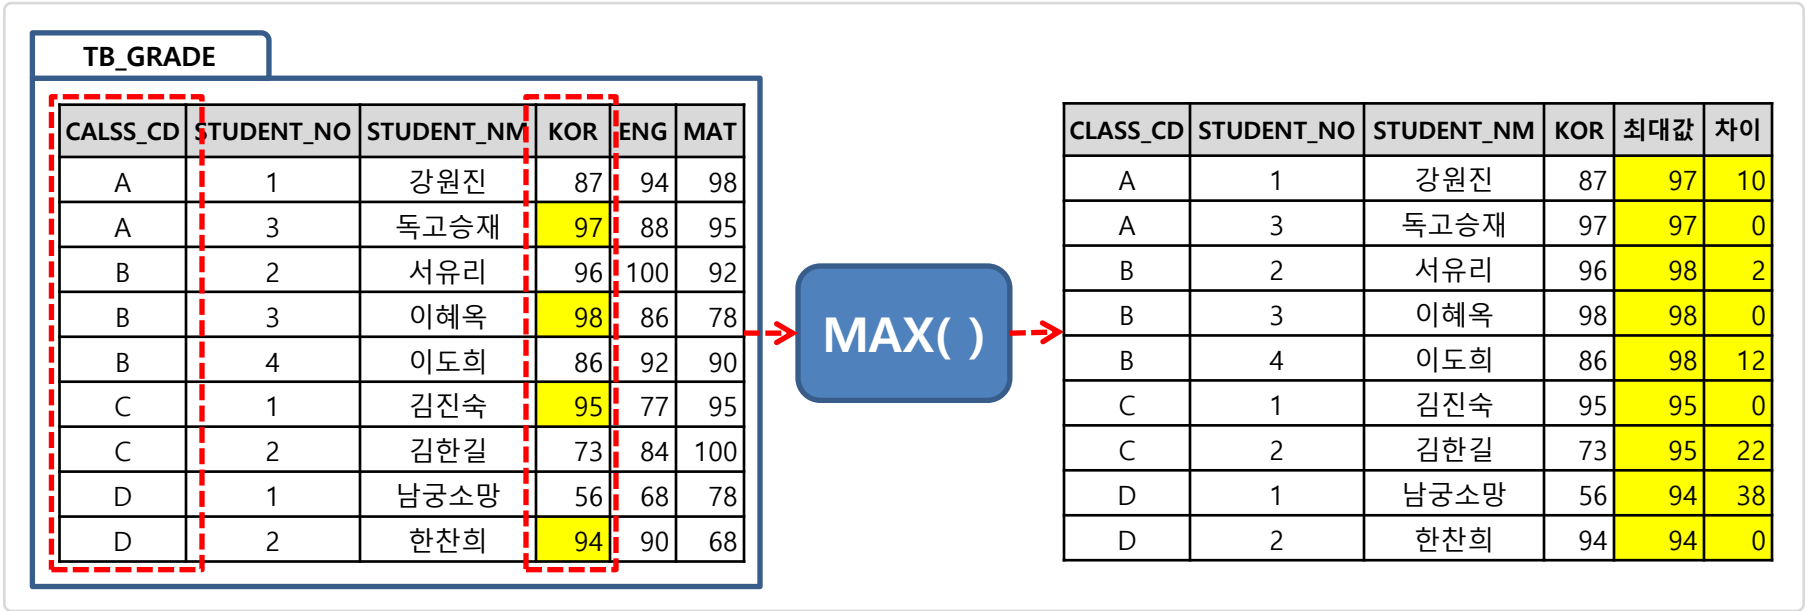 TB_GRADE
CALSS_CD STUDENT_NO STUDENT_NM KOR ENG MAT
A 1 강원진 87 94 98
A 3 독고승재 97 88 95
B 2 서유리 96 100 92
B 3 이혜옥 98 86 78
B 4 이도희 86 92 90
C 1 김진숙 95 77 95
C 2 김한길 73 84 100
D 1 남궁소망 56 68 78
D 2 한찬희 94 90 68
MAX( )
CLASS_CD STUDENT_NO STUDENT_NM KOR 최대값 차이
A 1 강원진 87 97 10
A 3 독고승재 97 97 0
B 2 서유리 96 98 2
B 3 이혜옥 98 98 0
B 4 이도희 86 98 12
C 1 김진숙 95 95 0
C 2 김한길 73 95 22
D 1 남궁소망 56 94 38
D 2 한찬희 94 94 0